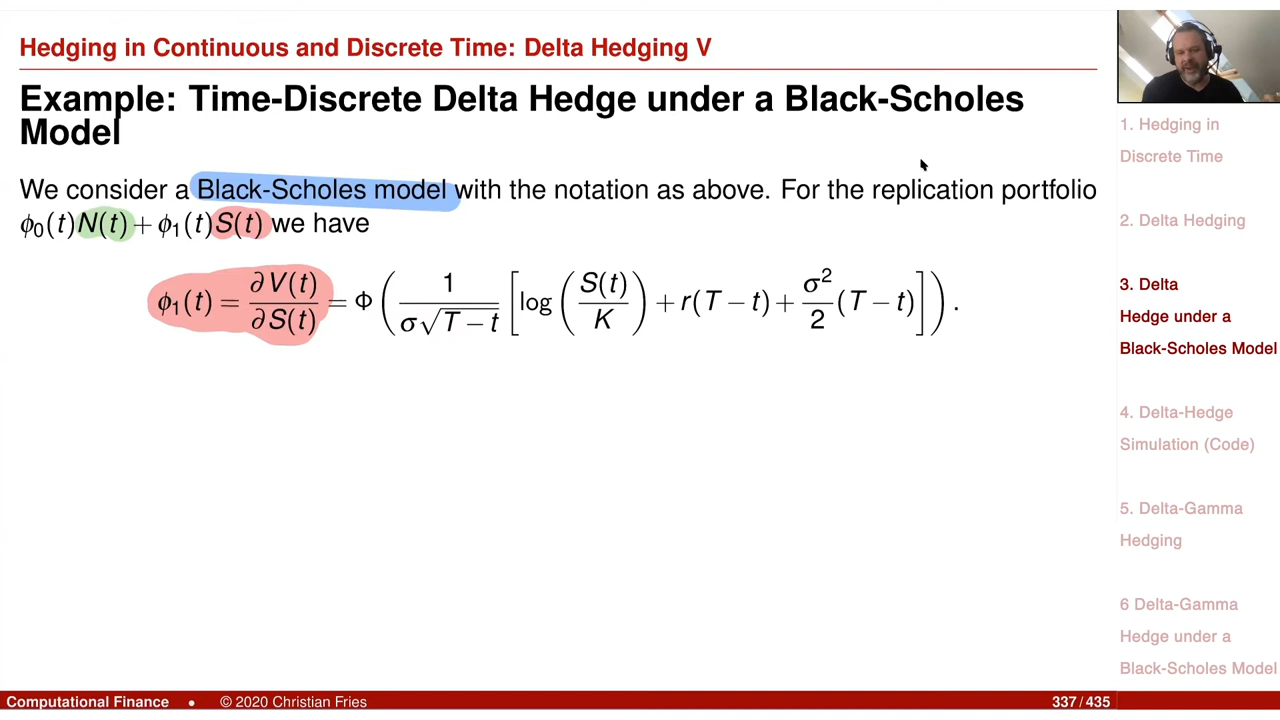 Hedging in Continuous and Discrete Time: Delta Hedging V
Example: Time-Discrete Delta Hedge under a Black-Scholes
Model
We consider a Black-Scholes model with the notation as above. For the replication portfolio
ϕ₀(t)N(t) + ϕ₁(t)S(t) we have
ϕ₁(t) = ∂V(t)/∂S(t) = Φ( 1/(σ√(T − t)) [ log( S(t)/K ) + r(T − t) + σ²/2 (T − t) ] ) .
1. Hedging in
Discrete Time
2. Delta Hedging
3. Delta
Hedge under a
Black-Scholes Model
4. Delta-Hedge
Simulation (Code)
5. Delta-Gamma
Hedging
6 Delta-Gamma
Hedge under a
Black-Scholes Model
Computational Finance • © 2020 Christian Fries 337 / 435